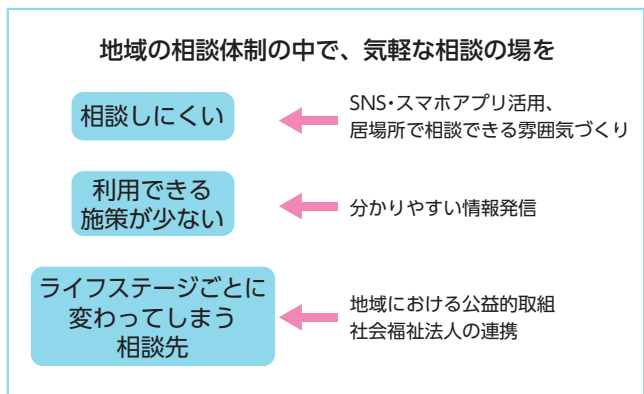 地域の相談体制の中で、気軽な相談の場を
相談しにくい
SNS・スマホアプリ活用、
居場所で相談できる雰囲気づくり
利用できる
施策が少ない
分かりやすい情報発信
ライフステージごとに
変わってしまう
相談先
地域における公益的取組
社会福祉法人の連携